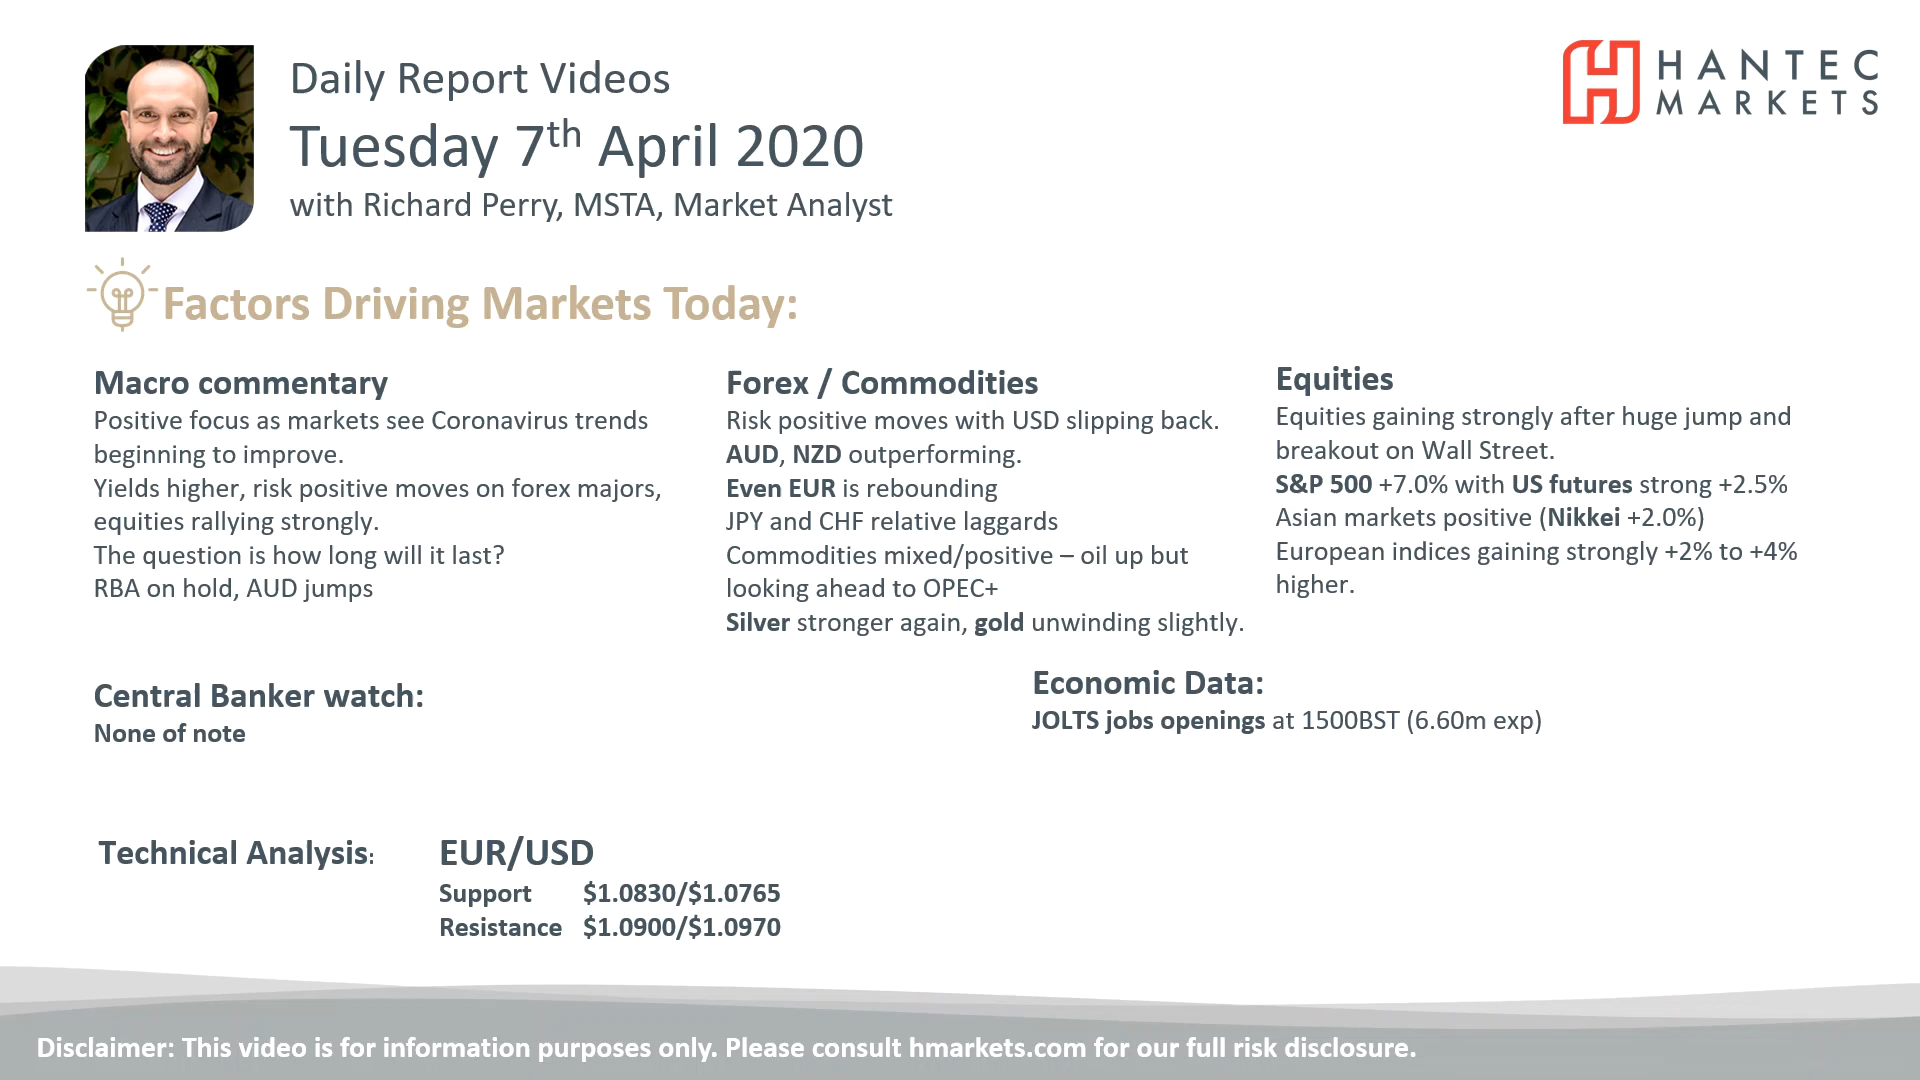 Daily Report Videos
Tuesday 7th April 2020
with Richard Perry, MSTA, Market Analyst
HANTEC
MARKETS
Factors Driving Markets Today:
Macro commentary
Positive focus as markets see Coronavirus trends
beginning to improve.
Yields higher, risk positive moves on forex majors,
equities rallying strongly.
The question is how long will it last?
RBA on hold, AUD jumps
Forex / Commodities
Risk positive moves with USD slipping back.
AUD, NZD outperforming.
Even EUR is rebounding
JPY and CHF relative laggards
Commodities mixed/positive – oil up but
looking ahead to OPEC+
Silver stronger again, gold unwinding slightly.
Equities
Equities gaining strongly after huge jump and
breakout on Wall Street.
S&P 500 +7.0% with US futures strong +2.5%
Asian markets positive (Nikkei +2.0%)
European indices gaining strongly +2% to +4%
higher.
Central Banker watch:
None of note
Economic Data:
JOLTS jobs openings at 1500BST (6.60m exp)
Technical Analysis:
EUR/USD
Support $1.0830/$1.0765
Resistance $1.0900/$1.0970
Disclaimer: This video is for information purposes only. Please consult hmarkets.com for our full risk disclosure.